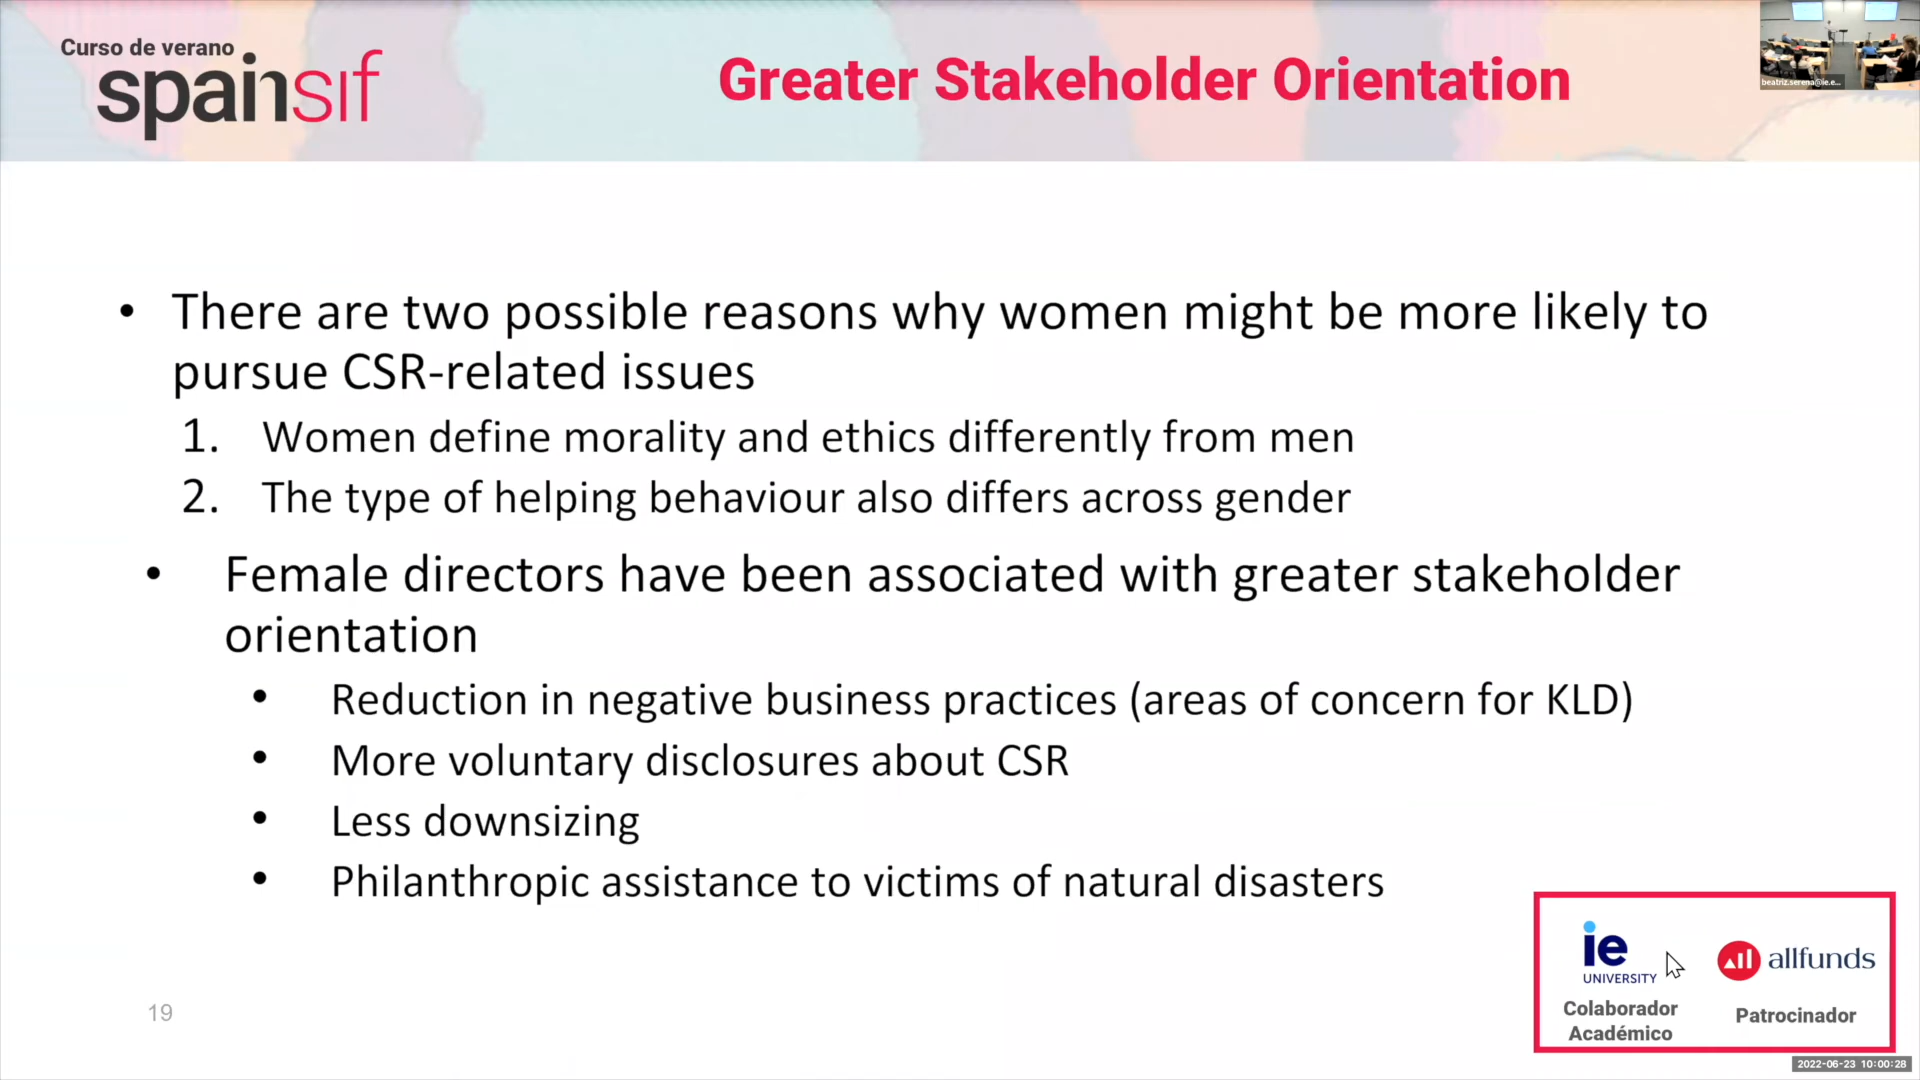 Curso de verano
spainsif
Greater Stakeholder Orientation
beatriz.serena@ie.e...
• There are two possible reasons why women might be more likely to
pursue CSR-related issues
1. Women define morality and ethics differently from men
2. The type of helping behaviour also differs across gender
• Female directors have been associated with greater stakeholder
orientation
• Reduction in negative business practices (areas of concern for KLD)
• More voluntary disclosures about CSR
• Less downsizing
• Philanthropic assistance to victims of natural disasters
ie
UNIVERSITY
Colaborador
Académico
allfunds
Patrocinador
19
2022-06-23 10:00:28